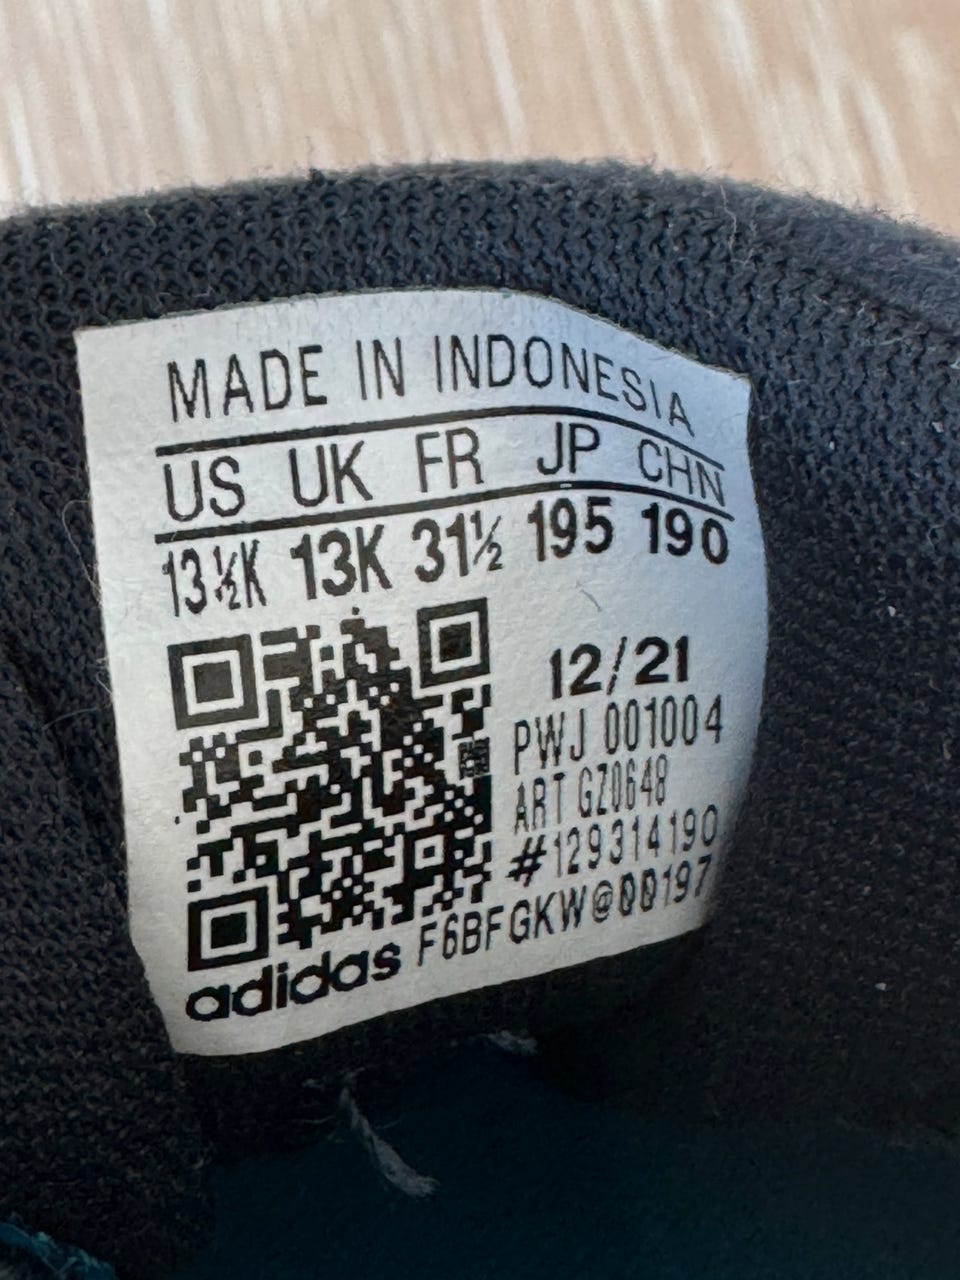 MADE IN INDONESIA
US UK FR JP CHN
13½K 13K 31½ 195 190
12/21
PWJ 001004
ART GZ0648
#129314190
adidas F6BFGKW@00197